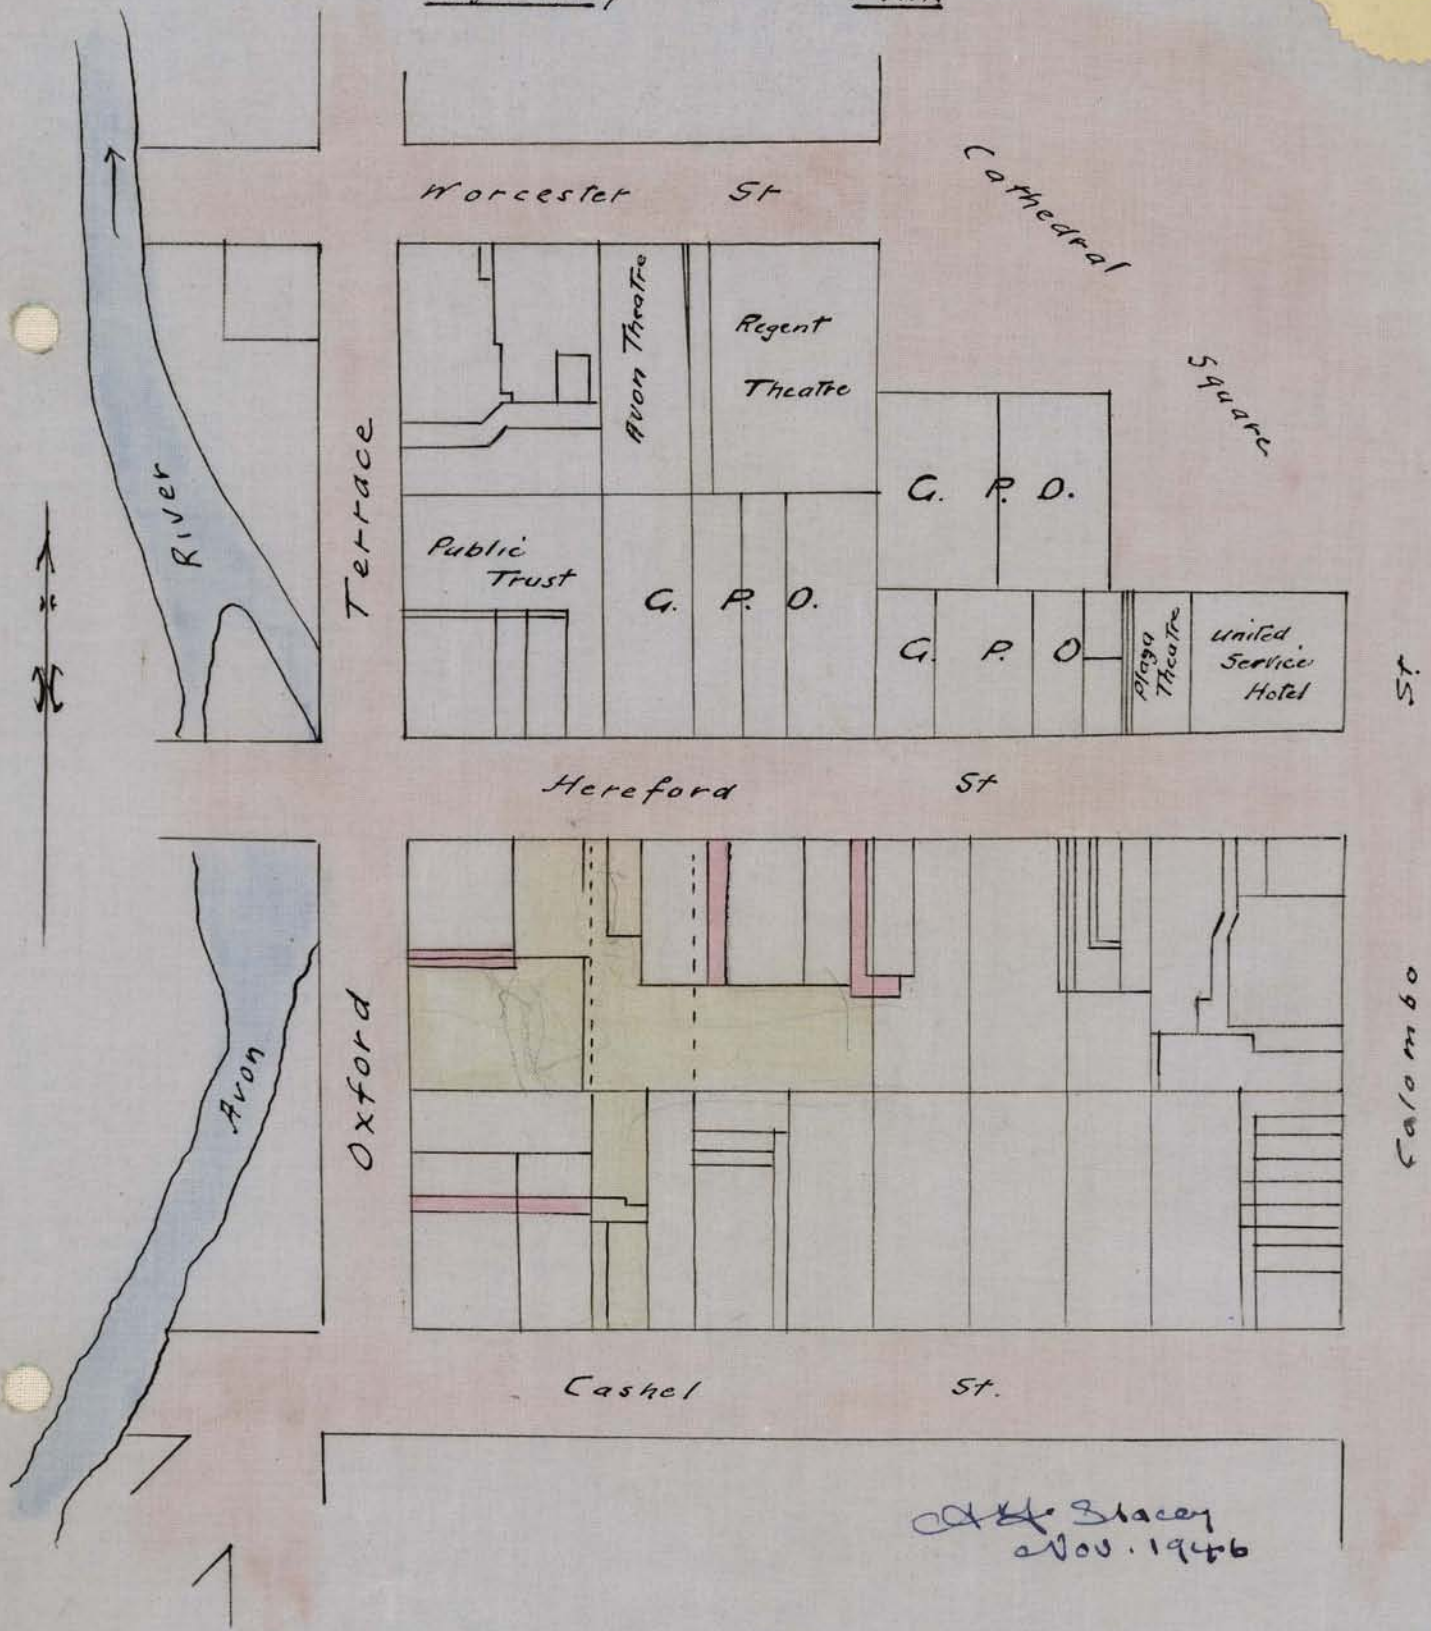 Worcester St
Cathedral
Square
Avon Theatre
Regent
Theatre
G. P. O.
River
Terrace
Public
Trust
G. P. O.
G. P. O
Plaza
Theatre
United
Service
Hotel
St.
Hereford St
Colombo
Avon
Oxford
Cashel St.
Stacey
Nov. 1946